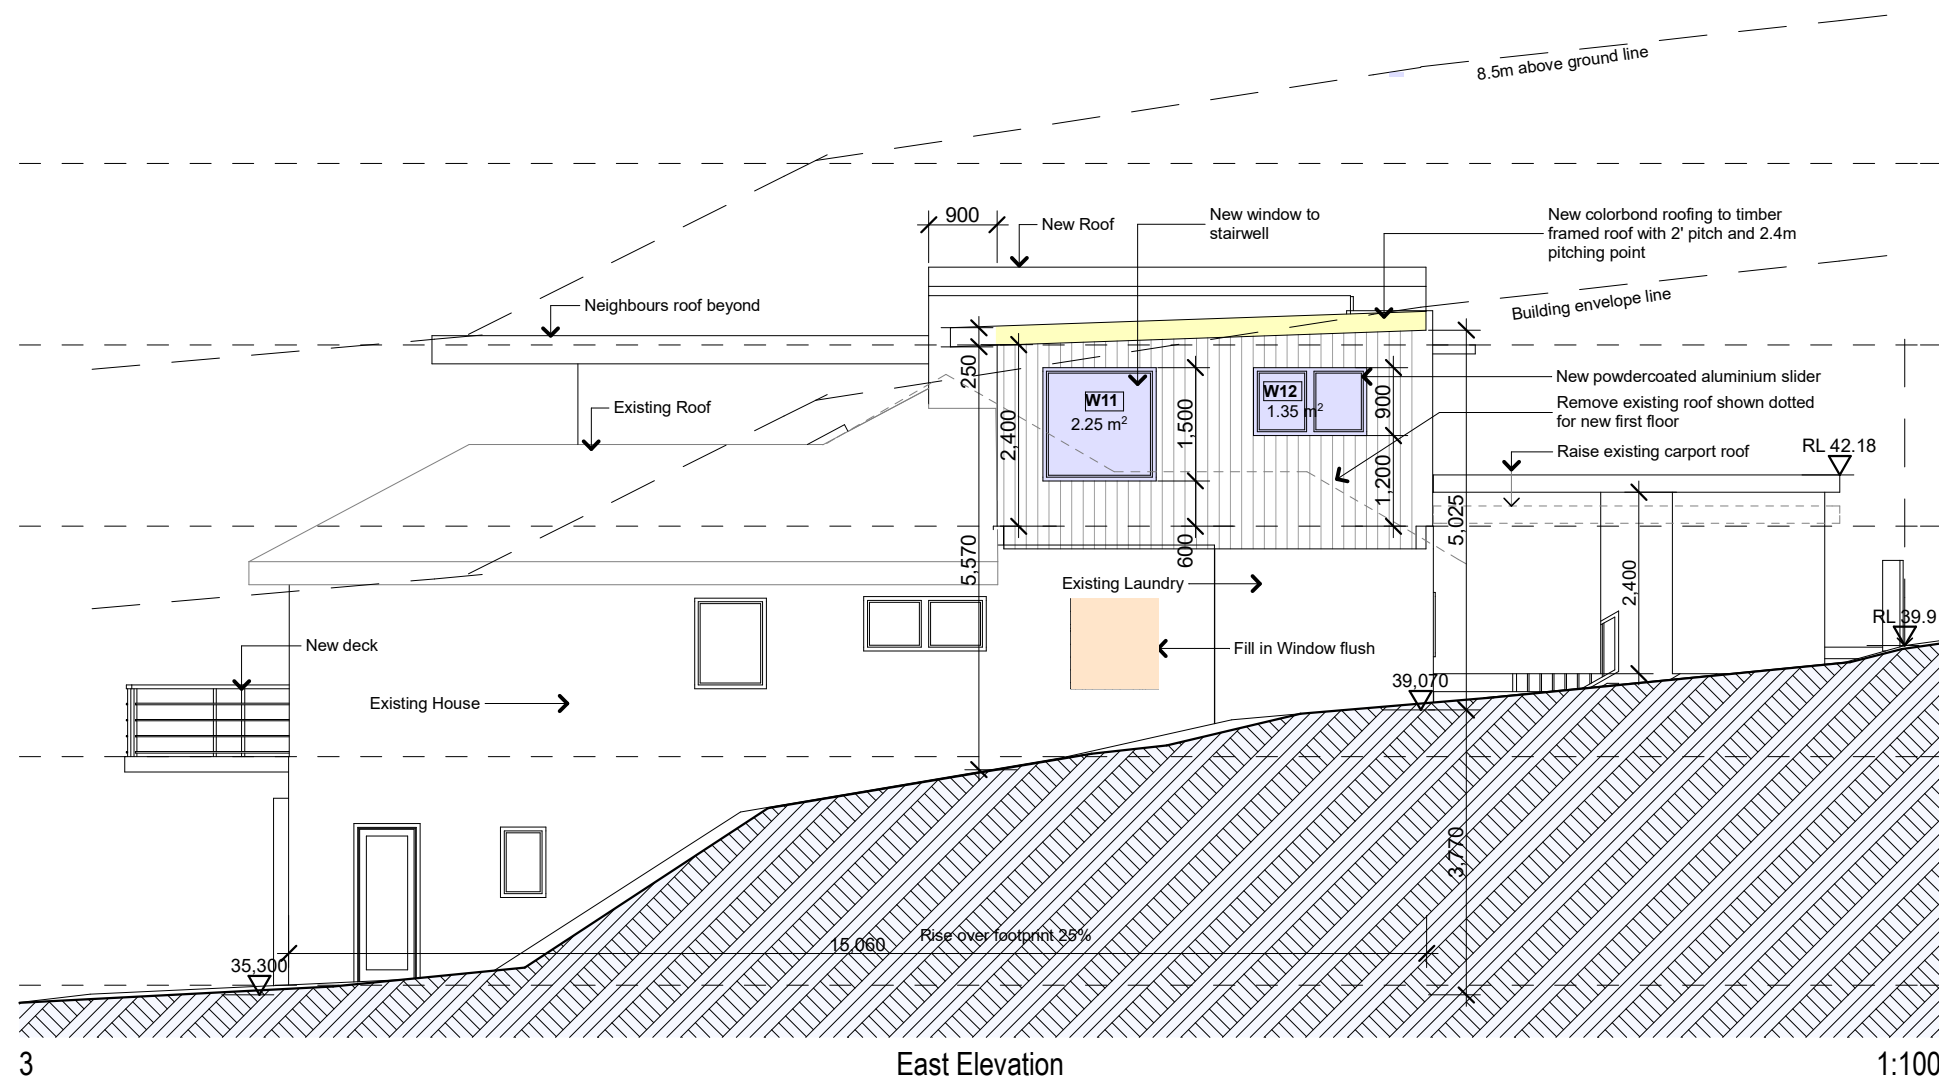 8.5m above ground line
900
New Roof
New window to
stairwell
New colorbond roofing to timber
framed roof with 2' pitch and 2.4m
pitching point
Neighbours roof beyond
Building envelope line
250
Existing Roof
2,400
W11
2.25 m²
1,500
W12
1.35 m²
900
New powdercoated aluminium slider
Remove existing roof shown dotted
for new first floor
Raise existing carport roof
RL 42.18
1,200
5,025
5,570
600
Existing Laundry
2,400
RL 39.9
New deck
Fill in Window flush
Existing House
39,070
3,770
Rise over footprint 25%
15,060
35,300
3
East Elevation
1:100